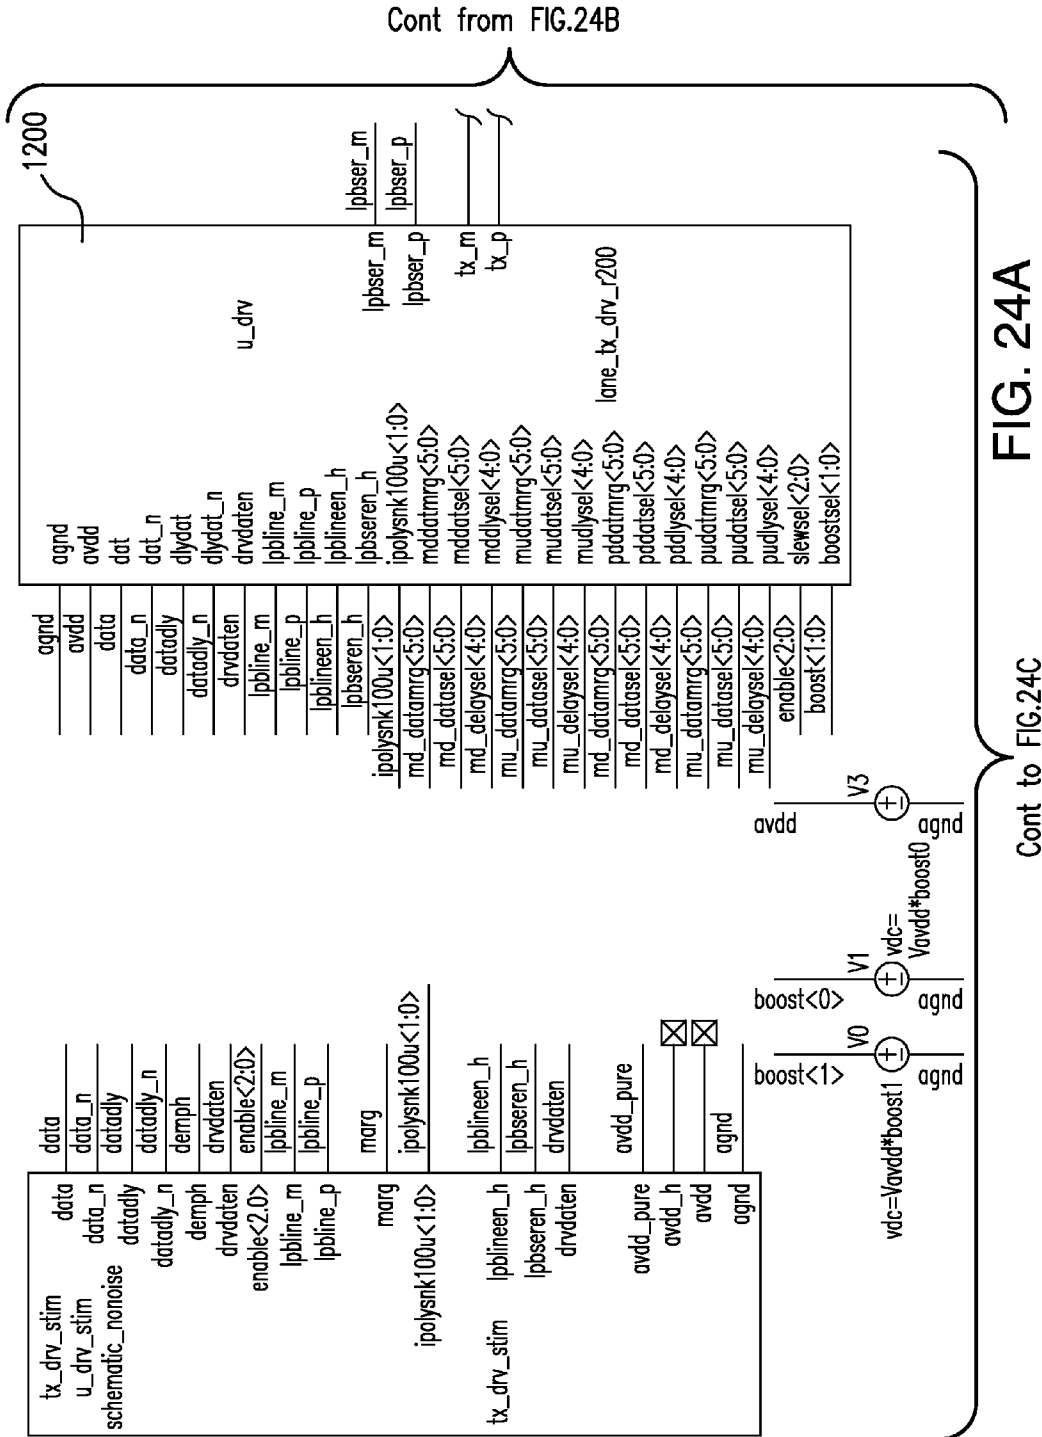 Cont from FIG.24B
1200
tx_drv_stim
u_drv_stim
schematic_nonoise
data
data_n
datadly
datadly_n
demph
drvdaten
enable<2.0>
lpbline_m
lpbline_p
marg
ipolysnk100u<1:0>
tx_drv_stim
lpblineen_h
lpbseren_h
drvdaten
avdd_pure
avdd_h
avdd
agnd
data
data_n
datadly
datadly_n
demph
drvdaten
enable<2:0>
lpbline_m
lpbline_p
marg
ipolysnk100u<1:0>
lpblineen_h
lpbseren_h
drvdaten
avdd_pure
agnd
agnd
avdd
data
data_n
datadly
datadly_n
drvdaten
lpbline_m
lpbline_p
lpblineen_h
lpbseren_h
ipolysnk100u<1:0>
md_datamrg<5:0>
md_datasel<5:0>
md_delaysel<4:0>
mu_datamrg<5:0>
mu_datasel<5:0>
mu_delaysel<4:0>
md_datamrg<5:0>
md_datasel<5:0>
md_delaysel<4:0>
mu_datamrg<5:0>
mu_datasel<5:0>
mu_delaysel<4:0>
enable<2:0>
boost<1:0>
agnd
avdd
dat
dat_n
dlydat
dlydat_n
drvdaten
lpbline_m
lpbline_p
lpblineen_h
lpbseren_h
ipolysnk100u<1:0>
mddatmrg<5:0>
mddatsel<5:0>
mddlysel<4:0>
mudatmrg<5:0>
mudatsel<5:0>
mudlysel<4:0>
pddatmrg<5:0>
pddatsel<5:0>
pddlysel<4:0>
pudatmrg<5:0>
pudatsel<5:0>
pudlysel<4:0>
slewsel<2:0>
boostsel<1:0>
u_drv
lane_tx_drv_r200
lpbser_m
lpbser_p
tx_m
tx_p
lpbser_m
lpbser_p
boost<1>
V0
vdc=Vavdd*boost1
agnd
boost<0>
V1
vdc=
Vavdd*boost0
agnd
avdd
V3
agnd
Cont to FIG.24C
FIG. 24A